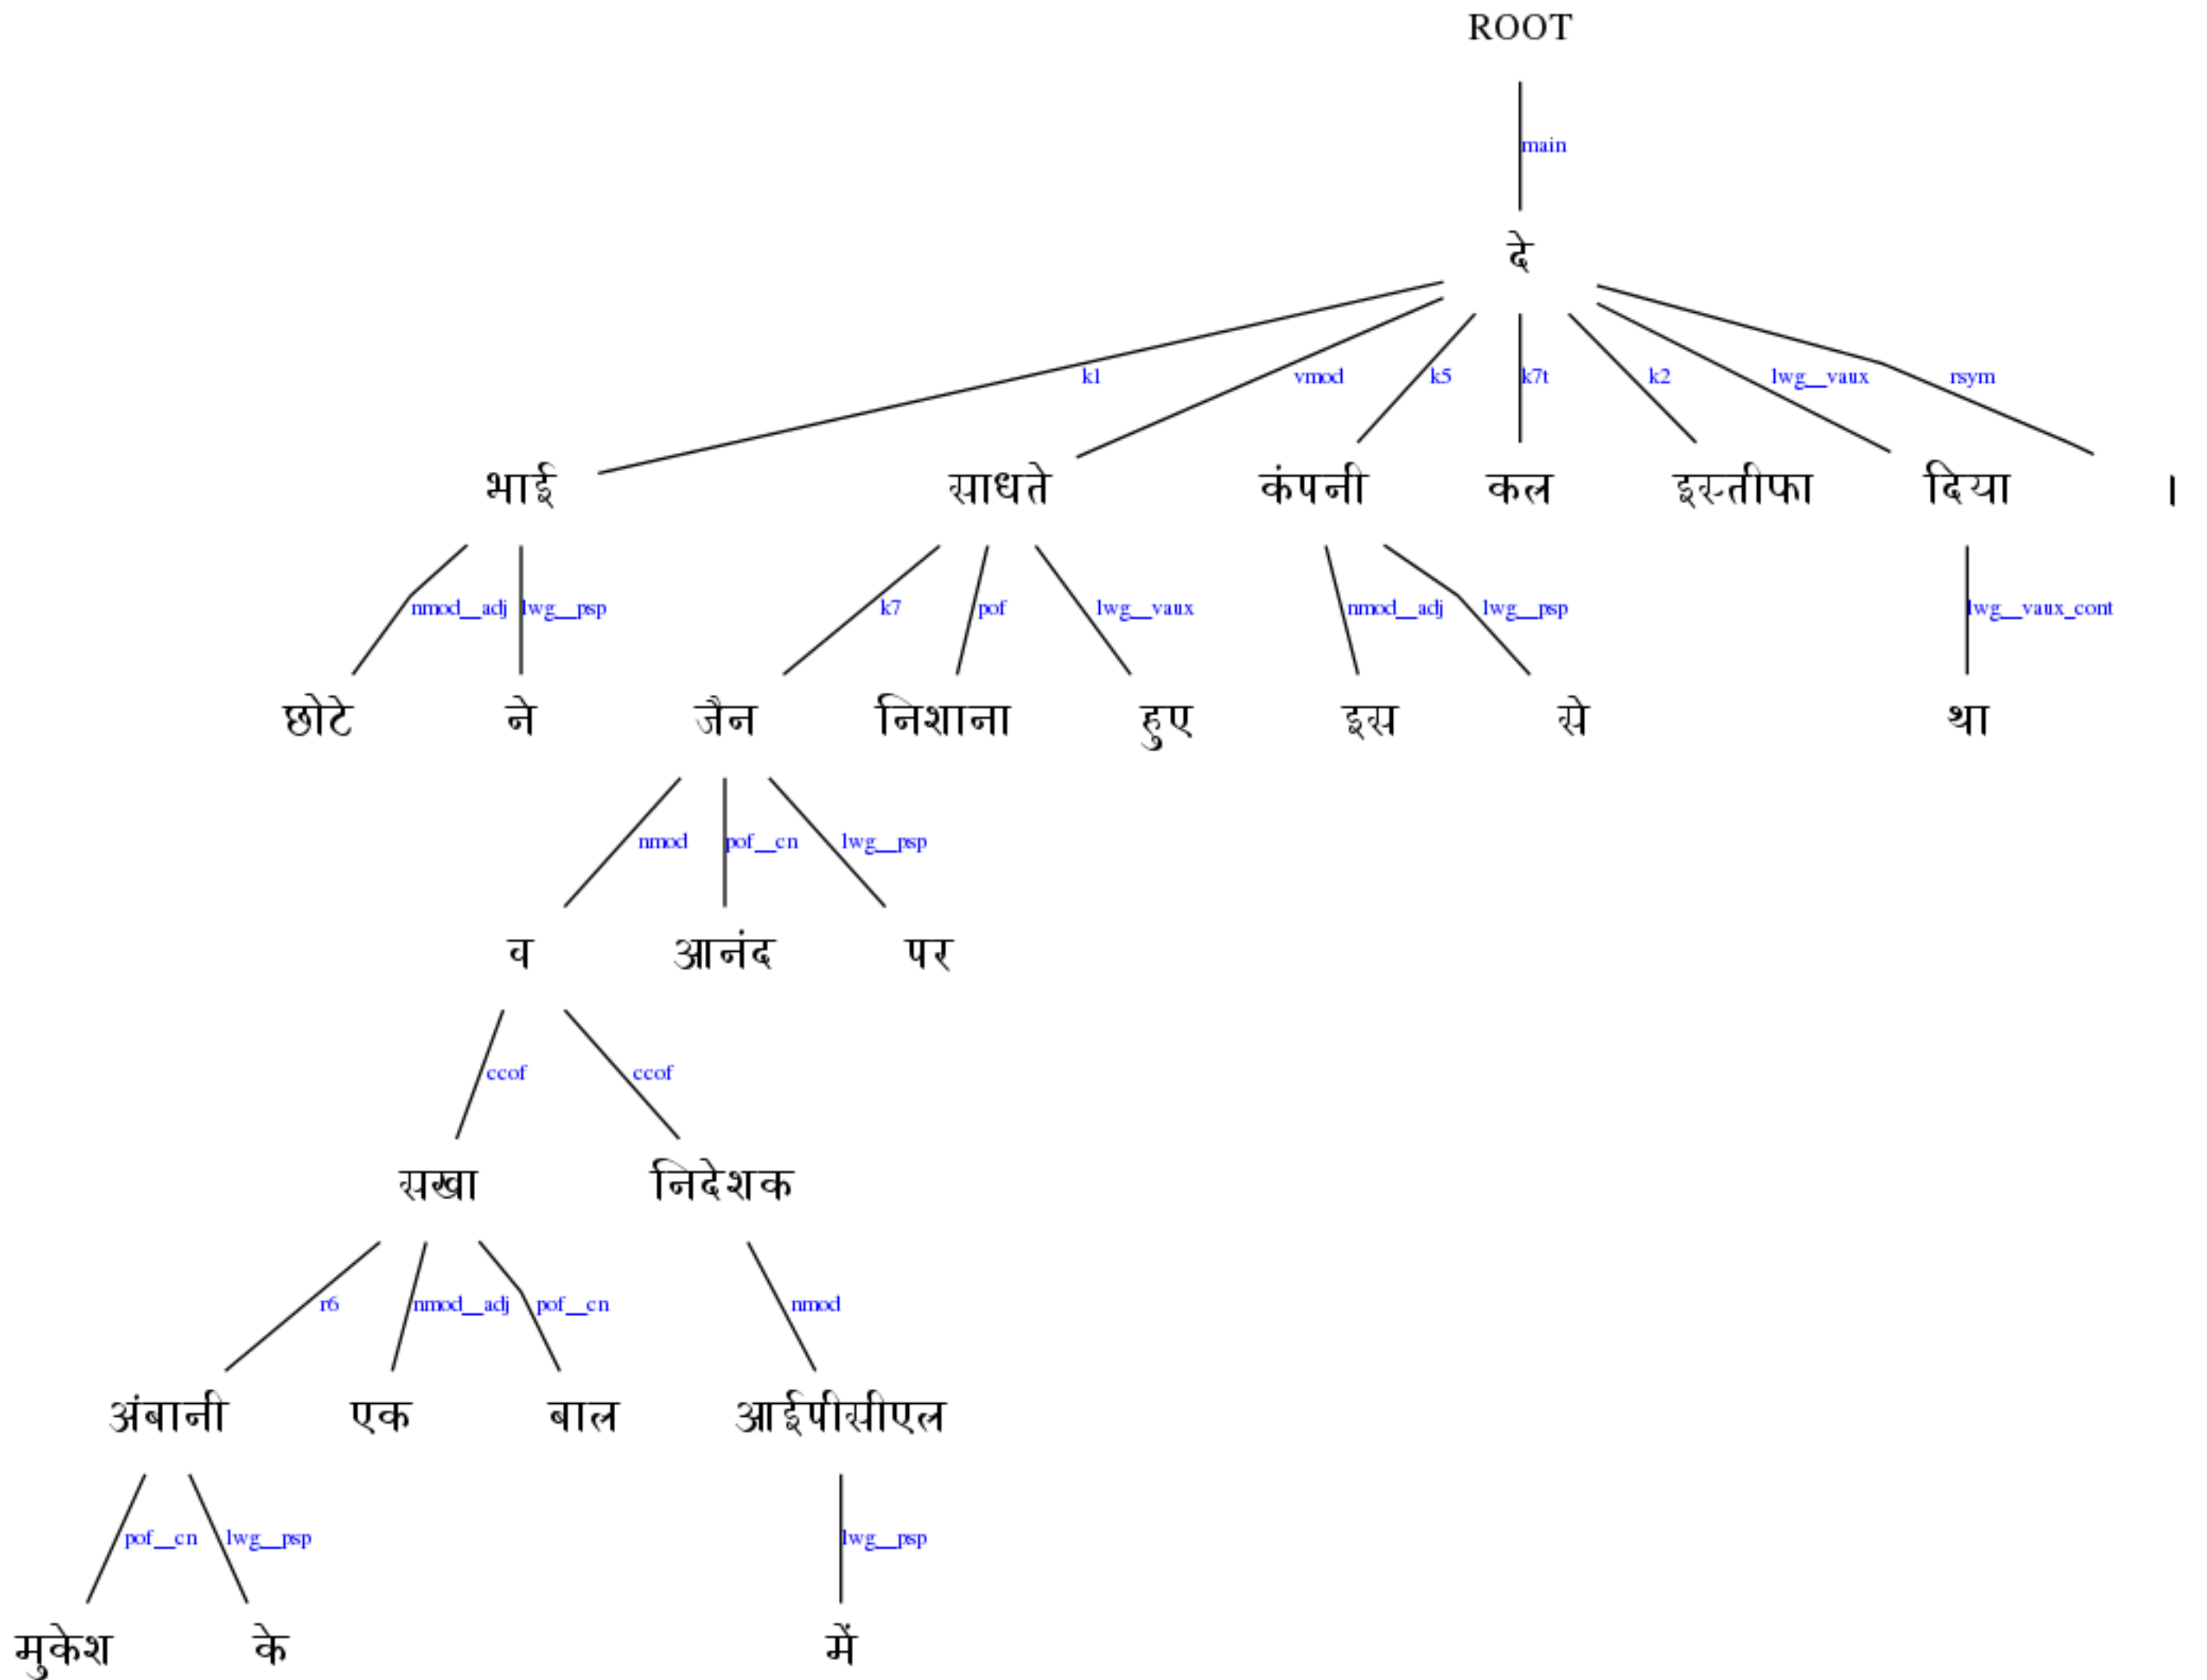 ROOT
main
दे
k1 vmod k5 k7t k2 lwg__vaux rsym
भाई साधते कंपनी कल इस्तीफा दिया ।
nmod__adj lwg__psp k7 pof lwg__vaux nmod__adj lwg__psp lwg__vaux_cont
छोटे ने जैन निशाना हुए इस से था
nmod pof__cn lwg__psp
व आनंद पर
ccof ccof
सखा निदेशक
r6 nmod__adj pof__cn nmod
अंबानी एक बाल आईपीसीएल
pof__cn lwg__psp lwg__psp
मुकेश के में